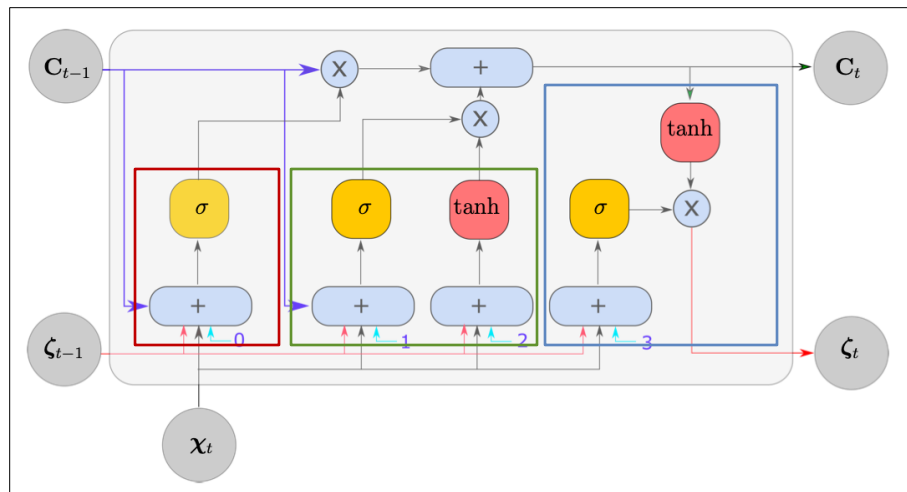 C_{t-1}
X
+
C_t
X
tanh
σ
σ
tanh
σ
X
+
+
+
+
0
1
2
3
ζ_{t-1}
ζ_t
χ_t